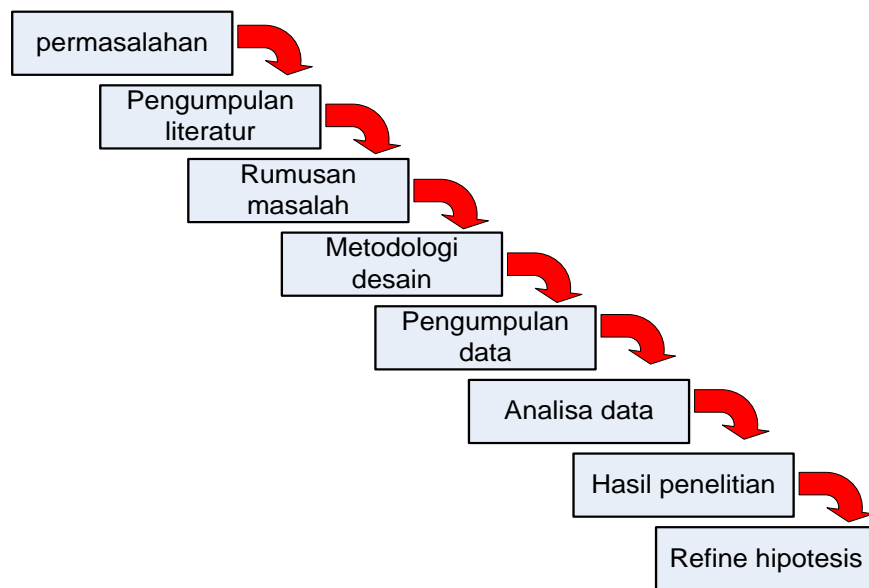 permasalahan
Pengumpulan
literatur
Rumusan
masalah
Metodologi
desain
Pengumpulan
data
Analisa data
Hasil penelitian
Refine hipotesis